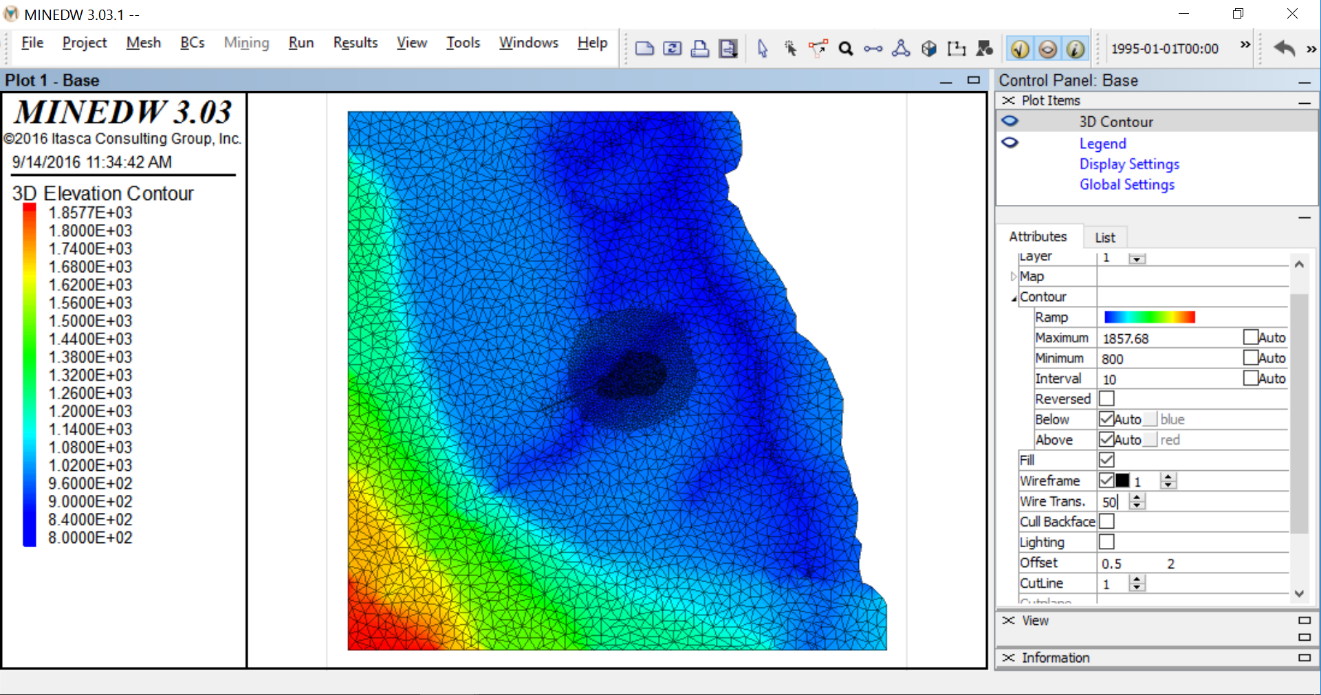 MINEDW 3.03.1 --
File Project Mesh BCs Mining Run Results View Tools Windows Help
1995-01-01T00:00 » »
Plot 1 - Base
MINEDW 3.03
©2016 Itasca Consulting Group, Inc.
9/14/2016 11:34:42 AM
3D Elevation Contour
1.8577E+03
1.8000E+03
1.7400E+03
1.6800E+03
1.6200E+03
1.5600E+03
1.5000E+03
1.4400E+03
1.3800E+03
1.3200E+03
1.2600E+03
1.2000E+03
1.1400E+03
1.0800E+03
1.0200E+03
9.6000E+02
9.0000E+02
8.4000E+02
8.0000E+02
Control Panel: Base
Plot Items
3D Contour
Legend
Display Settings
Global Settings
Attributes List
Layer 1
Map
Contour
Ramp
Maximum 1857.68 Auto
Minimum 800 Auto
Interval 10 Auto
Reversed
Below Auto blue
Above Auto red
Fill
Wireframe 1
Wire Trans. 50
Cull Backface
Lighting
Offset 0.5 2
CutLine 1
Cutplane
View
Information